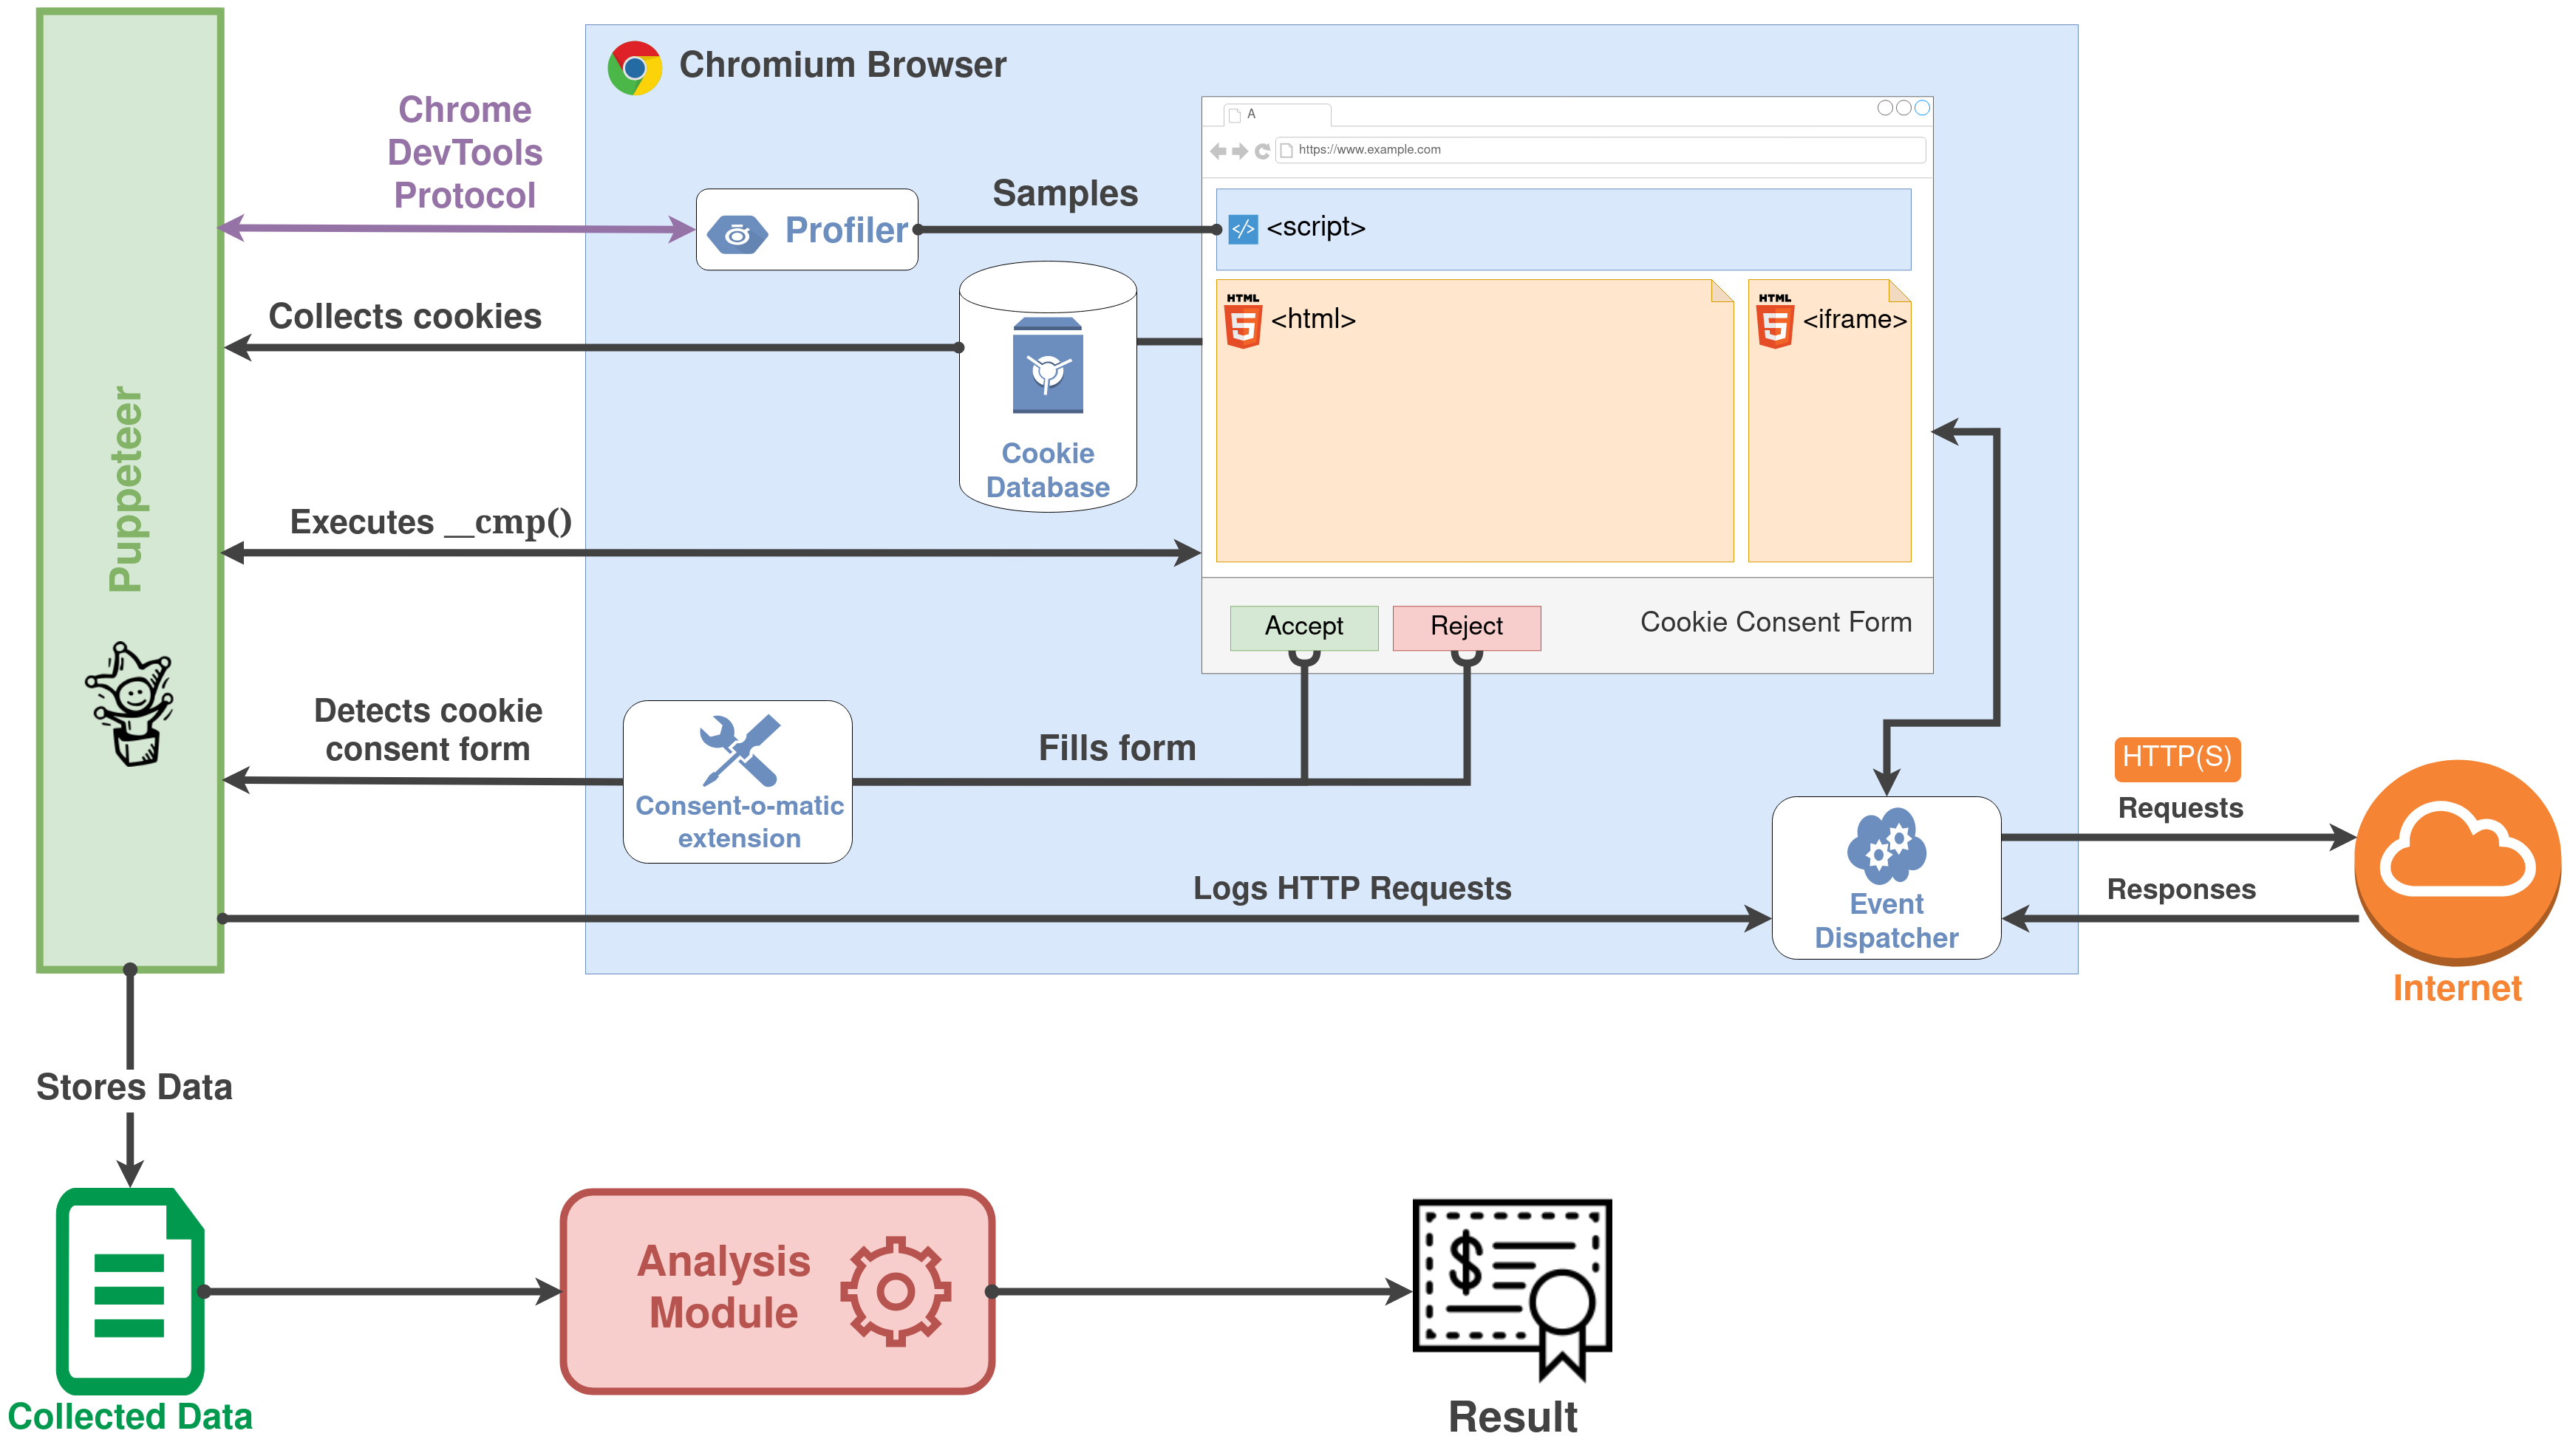 Chromium Browser
Chrome
DevTools
Protocol
A
https://www.example.com
Profiler
Samples
</> <script>
Collects cookies
HTML
5
<html>
HTML
5
<iframe>
Cookie
Database
Puppeteer
Executes __cmp()
Accept
Reject
Cookie Consent Form
Detects cookie
consent form
Fills form
Consent-o-matic
extension
HTTP(S)
Requests
Logs HTTP Requests
Responses
Event
Dispatcher
Internet
Stores Data
Analysis
Module
$
Collected Data
Result